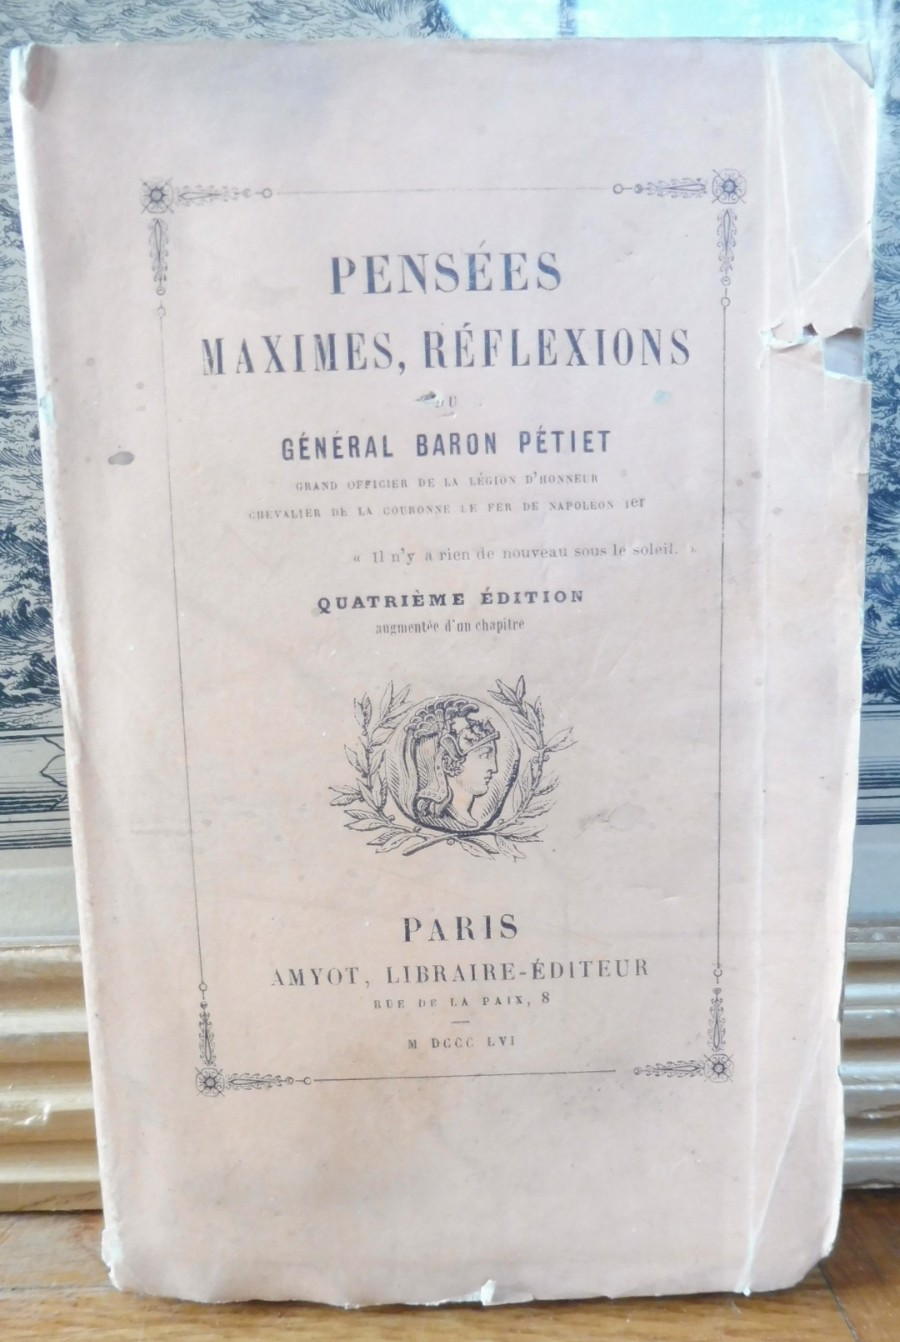 PENSÉES
MAXIMES, RÉFLEXIONS
DU
GÉNÉRAL BARON PÉTIET
GRAND OFFICIER DE LA LÉGION D'HONNEUR
CHEVALIER DE LA COURONNE DE FER DE NAPOLEON 1er
« Il n'y a rien de nouveau sous le soleil. »
QUATRIÈME ÉDITION
augmentée d'un chapitre
PARIS
AMYOT, LIBRAIRE-ÉDITEUR
RUE DE LA PAIX, 8
M DCCC LVI